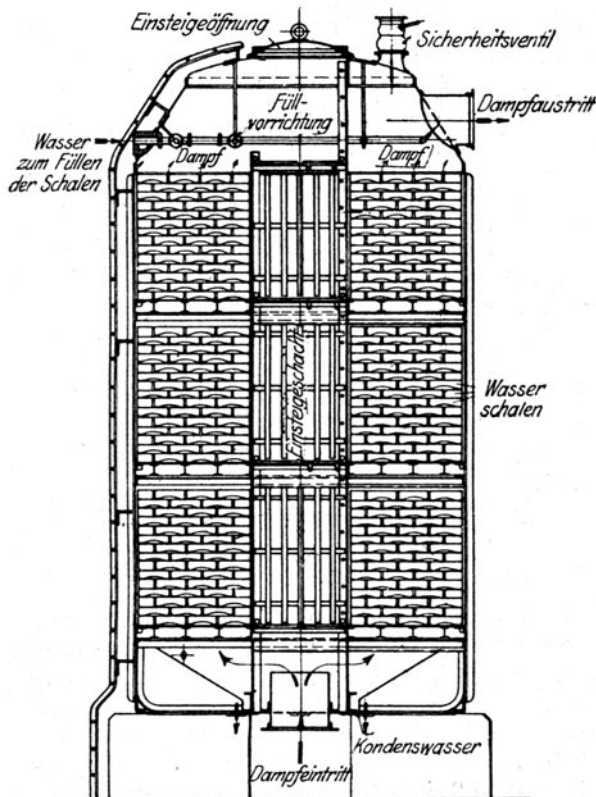 Einsteigeöffnung
Sicherheitsventil
Füll-
vorrichtung
Dampfaustritt
Wasser
zum Füllen
der Schalen
Dampf
Dampf
Einsteigeschacht
Wasser
schalen
Kondenswasser
Dampfeintritt